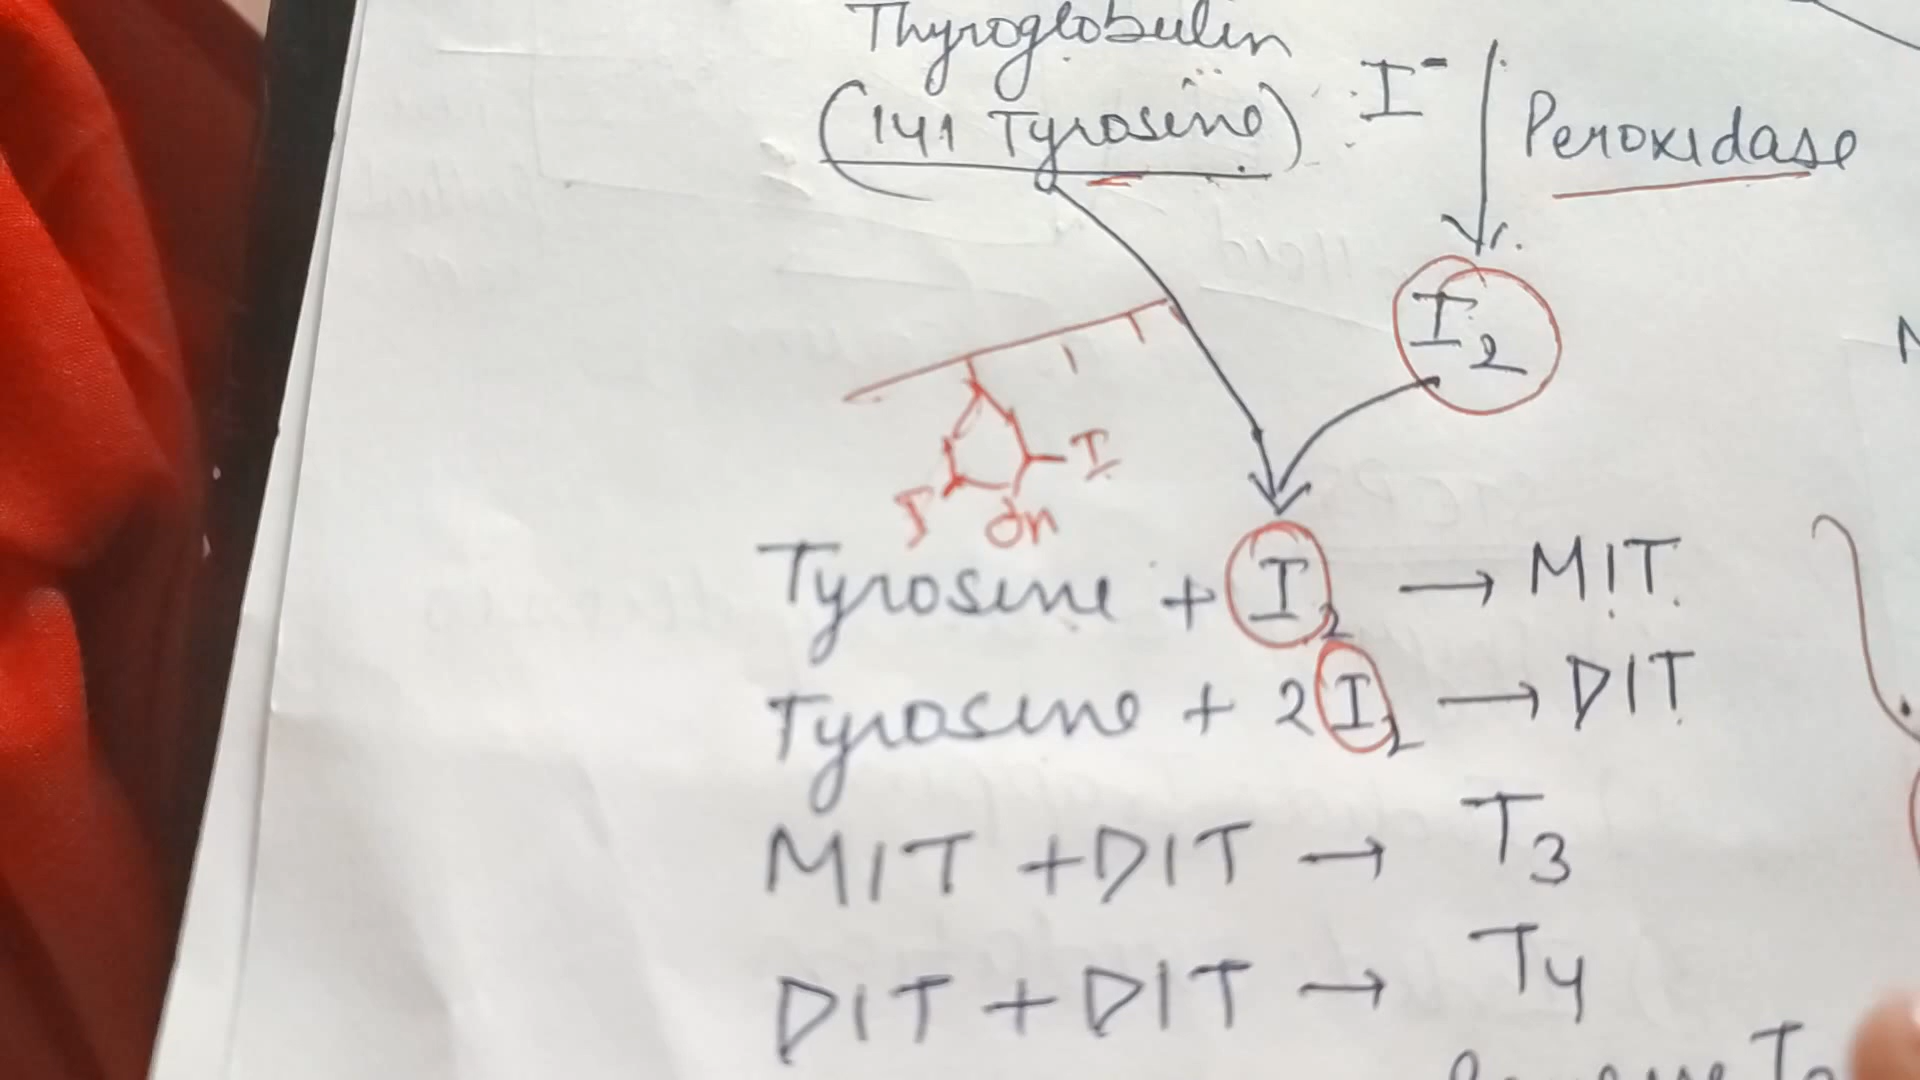 Thyroglobulin
(141 Tyrosine) I⁻ Peroxidase
I₂
I
I OH
Tyrosine + I₂ → MIT
Tyrosine + 2I₂ → DIT
MIT + DIT → T₃
DIT + DIT → T₄